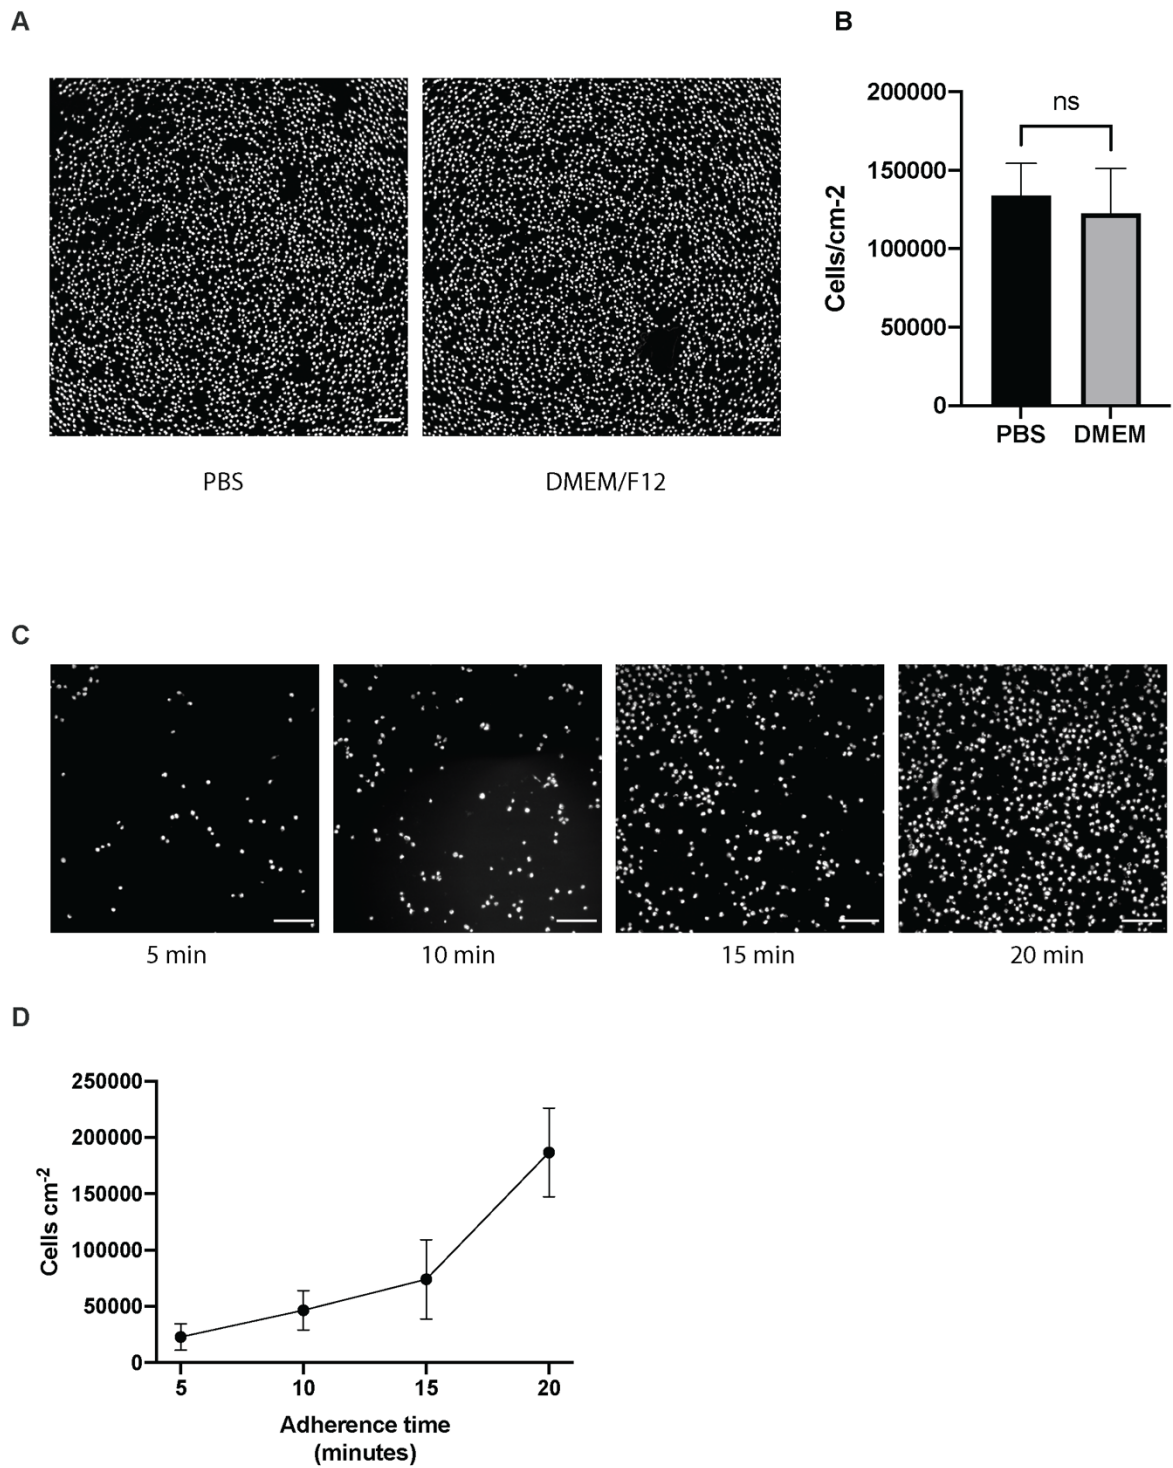 A
B
PBS
DMEM/F12
200000
150000
100000
50000
0
Cells/cm-2
ns
PBS DMEM
C
5 min
10 min
15 min
20 min
D
250000
200000
150000
100000
50000
0
Cells cm-2
5 10 15 20
Adherence time
(minutes)